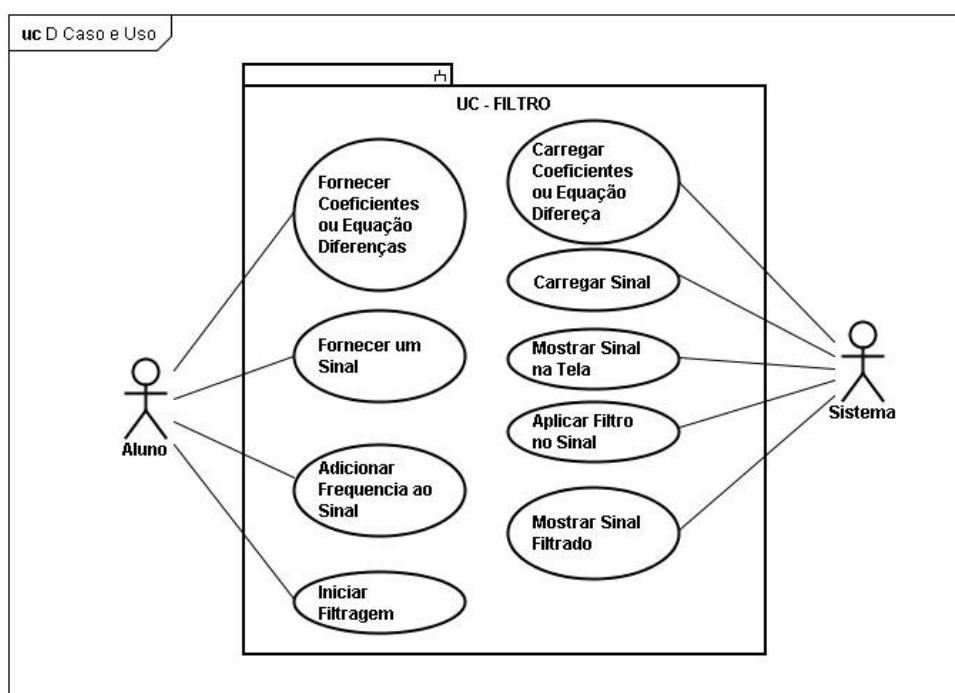 uc D Caso e Uso
UC - FILTRO
Fornecer
Coeficientes
ou Equação
Diferenças
Fornecer um
Sinal
Adicionar
Frequencia ao
Sinal
Iniciar
Filtragem
Carregar
Coeficientes
ou Equação
Difereça
Carregar Sinal
Mostrar Sinal
na Tela
Aplicar Filtro
no Sinal
Mostrar Sinal
Filtrado
Aluno
Sistema